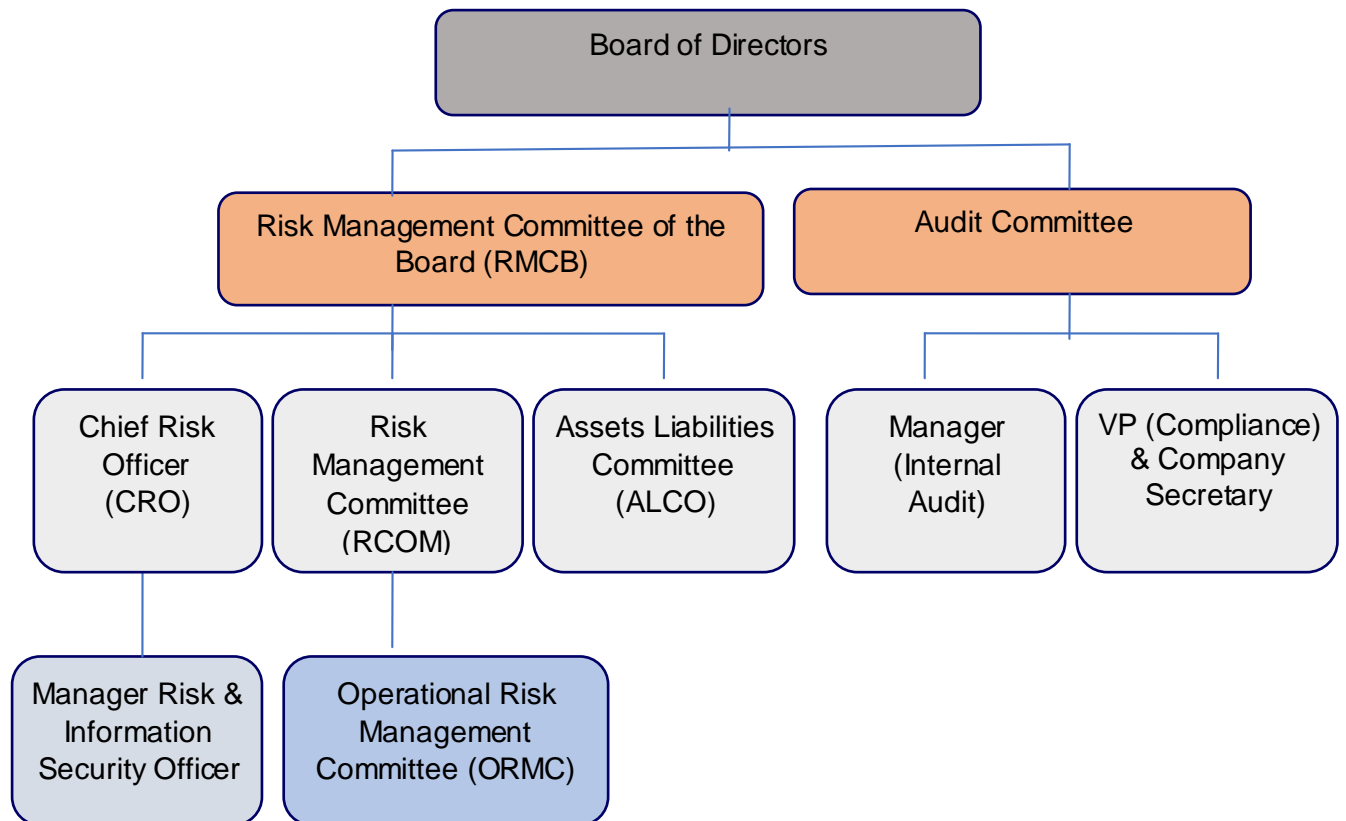 Board of Directors
Risk Management Committee of the
Board (RMCB)
Audit Committee
Chief Risk
Officer
(CRO)
Risk
Management
Committee
(RCOM)
Assets Liabilities
Committee
(ALCO)
Manager
(Internal
Audit)
VP (Compliance)
& Company
Secretary
Manager Risk &
Information
Security Officer
Operational Risk
Management
Committee (ORMC)